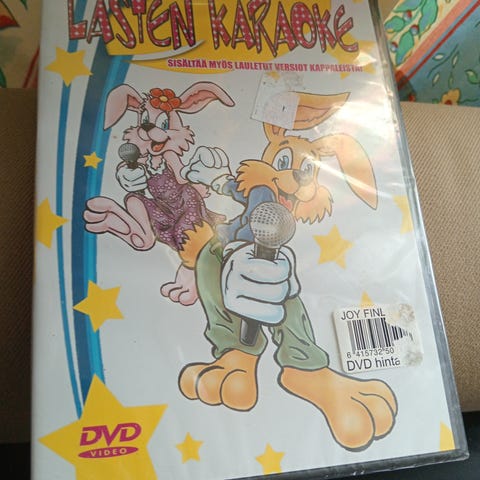 LASTEN KARAOKE
SISÄLTÄÄ MYÖS LAULETUT VERSIOT KAPPALEISTA!
JOY FINL
6 415732 50
DVD hinta
DVD
VIDEO